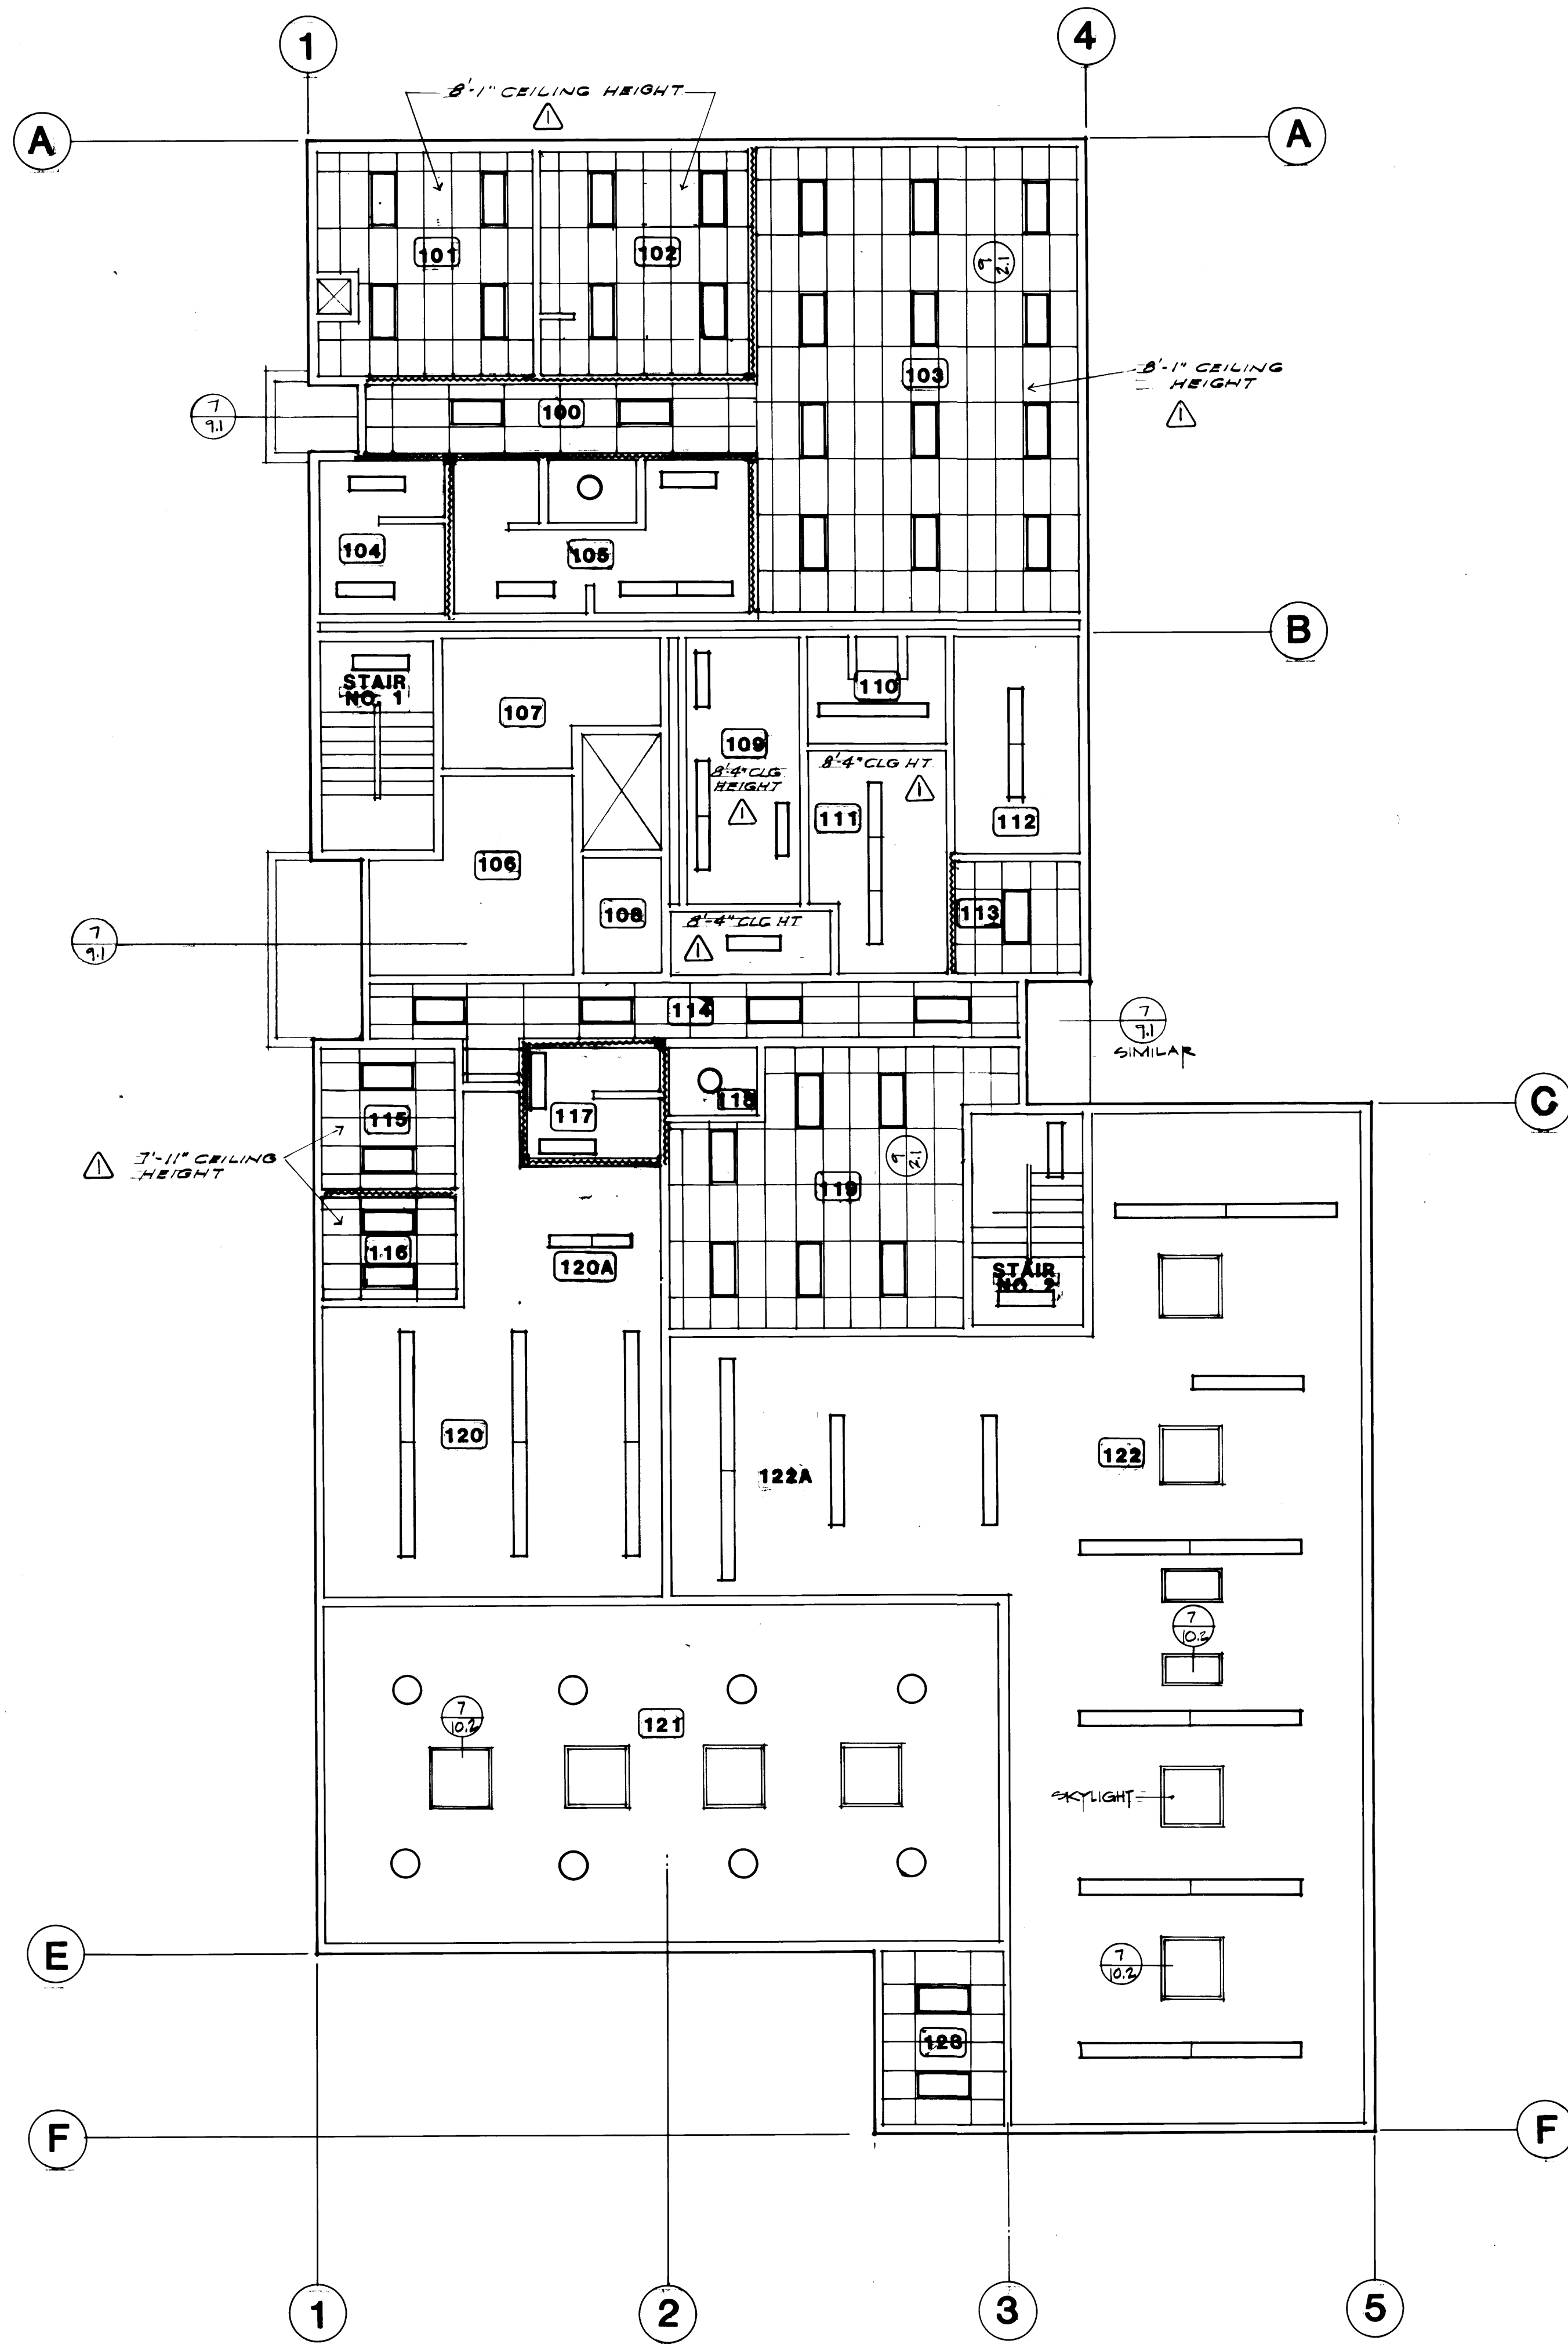 1
4
8'-1" CEILING HEIGHT
1
A
A
101
102
9
2.1
103
8'-1" CEILING
HEIGHT
1
100
7
9.1
104
105
B
STAIR
NO. 1
107
110
109
8'-4" CLG
HEIGHT
1
8'-4" CLG HT
1
111
112
106
108
8'-4" CLG HT
1
113
7
9.1
114
7
9.1
SIMILAR
115
117
118
C
1
7'-11" CEILING
HEIGHT
9
2.1
119
116
120A
STAIR
NO. 2
120
122A
122
7
10.2
7
10.2
121
SKYLIGHT
E
7
10.2
123
F
F
1
2
3
5